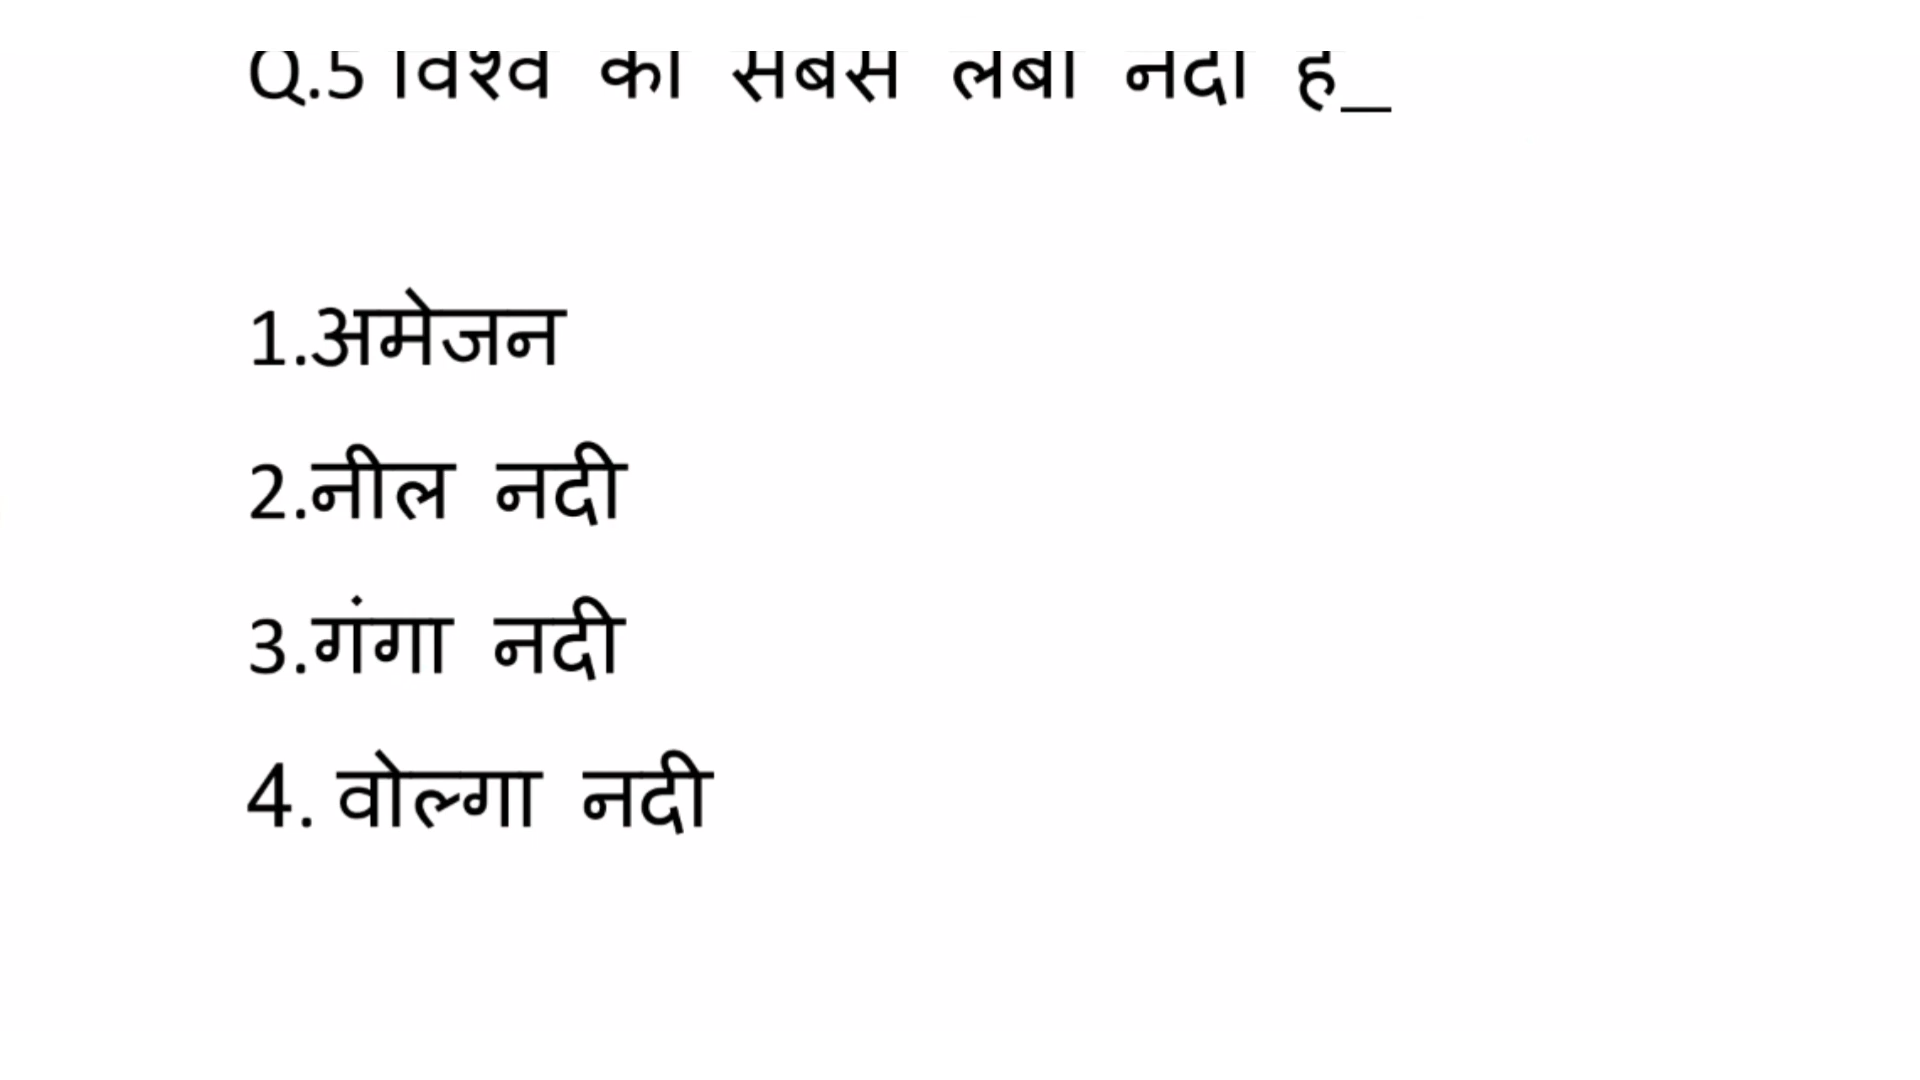 Q.5 विश्व की सबसे लंबी नदी है_
1.अमेजन
2.नील नदी
3.गंगा नदी
4. वोल्गा नदी